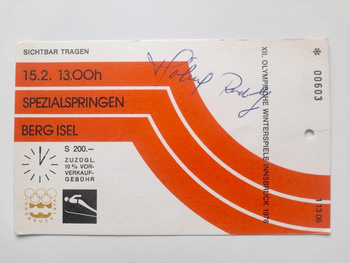 SICHTBAR TRAGEN
15.2. 13.00h
SPEZIALSPRINGEN
BERG ISEL
S 200.—
ZUZÜGL.
10 % VOR-
VERKAUF-
GEBÜHR
XII. OLYMPISCHE WINTERSPIELE INNSBRUCK 1976
* 00603